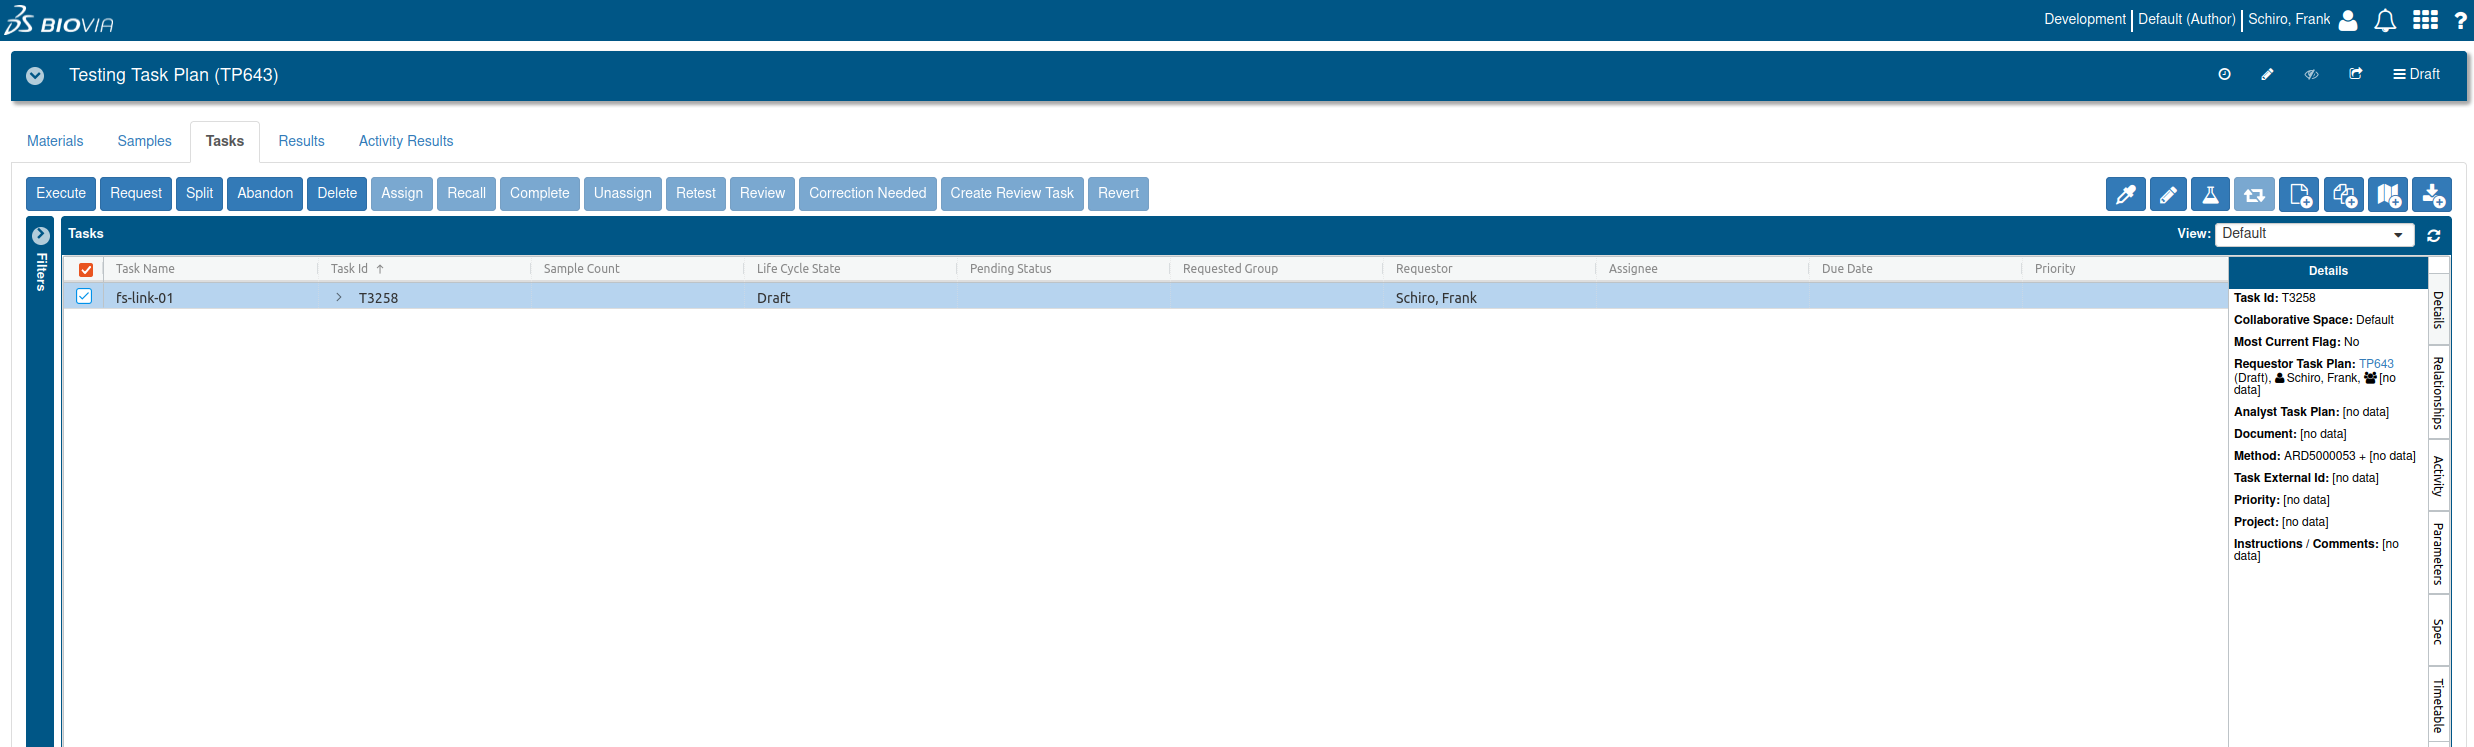 BIOVIA
Development Default (Author) Schiro, Frank ?
Testing Task Plan (TP643)
Draft
Materials Samples Tasks Results Activity Results
Execute Request Split Abandon Delete Assign Recall Complete Unassign Retest Review Correction Needed Create Review Task Revert
Filters
Tasks
View: Default
Task Name Task Id ↑ Sample Count Life Cycle State Pending Status Requested Group Requestor Assignee Due Date Priority
fs-link-01 > T3258 Draft Schiro, Frank
Details
Task Id: T3258
Collaborative Space: Default
Most Current Flag: No
Requestor Task Plan: TP643
(Draft), Schiro, Frank, [no
data]
Analyst Task Plan: [no data]
Document: [no data]
Method: ARD5000053 + [no data]
Task External Id: [no data]
Priority: [no data]
Project: [no data]
Instructions / Comments: [no
data]
Details
Relationships
Activity
Parameters
Spec
Timetable